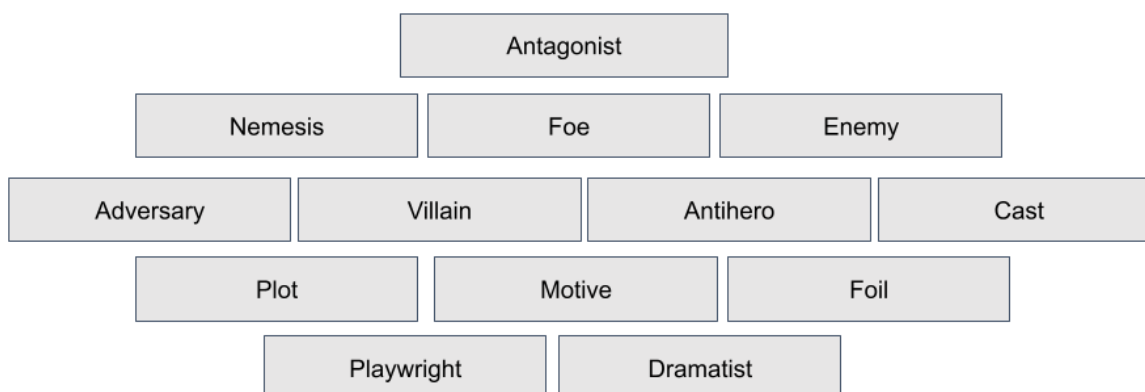 Antagonist
Nemesis Foe Enemy
Adversary Villain Antihero Cast
Plot Motive Foil
Playwright Dramatist